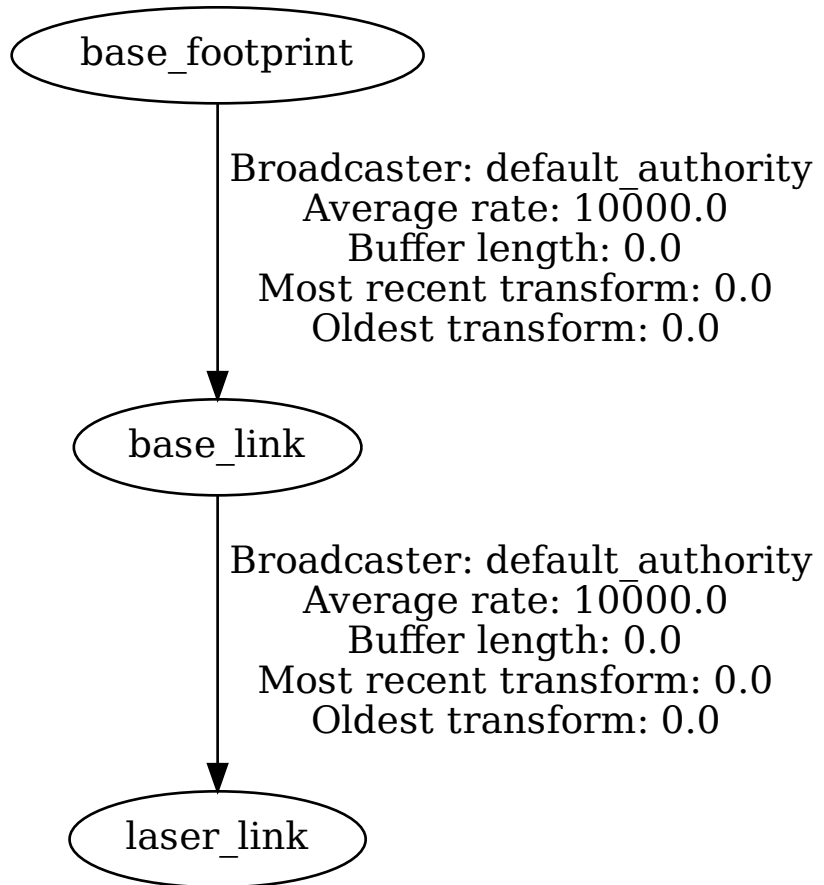 base_footprint
Broadcaster: default_authority
Average rate: 10000.0
Buffer length: 0.0
Most recent transform: 0.0
Oldest transform: 0.0
base_link
Broadcaster: default_authority
Average rate: 10000.0
Buffer length: 0.0
Most recent transform: 0.0
Oldest transform: 0.0
laser_link